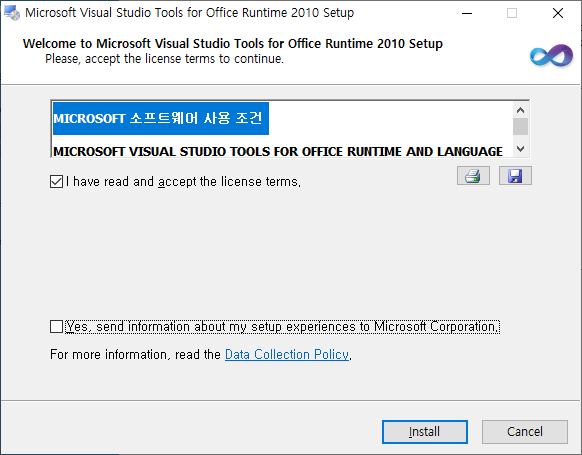 Microsoft Visual Studio Tools for Office Runtime 2010 Setup
Welcome to Microsoft Visual Studio Tools for Office Runtime 2010 Setup
Please, accept the license terms to continue.
MICROSOFT 소프트웨어 사용 조건
MICROSOFT VISUAL STUDIO TOOLS FOR OFFICE RUNTIME AND LANGUAGE
I have read and accept the license terms.
Yes, send information about my setup experiences to Microsoft Corporation.
For more information, read the Data Collection Policy.
Install
Cancel